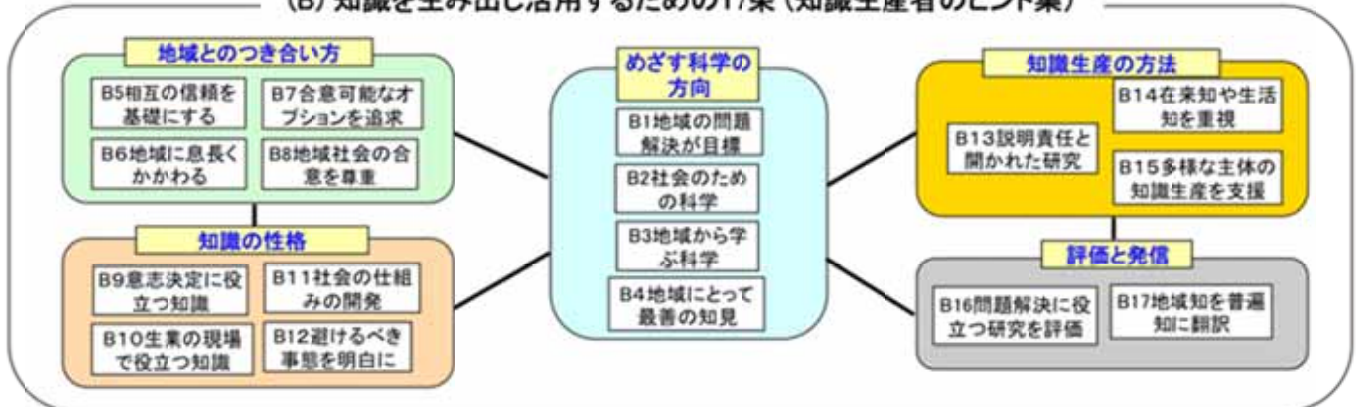 (B) 知識を生み出し活用するための17条 (知識生産者のヒント集)
地域とのつき合い方
B5相互の信頼を
基礎にする
B7合意可能なオ
プションを追求
B6地域に息長く
かかわる
B8地域社会の合
意を尊重
知識の性格
B9意志決定に役
立つ知識
B11社会の仕組
みの開発
B10生業の現場
で役立つ知識
B12避けるべき
事態を明白に
めざす科学の
方向
B1地域の問題
解決が目標
B2社会のため
の科学
B3地域から学
ぶ科学
B4地域にとって
最善の知見
知識生産の方法
B13説明責任と
開かれた研究
B14在来知や生活
知を重視
B15多様な主体の
知識生産を支援
評価と発信
B16問題解決に役
立つ研究を評価
B17地域知を普遍
知に翻訳